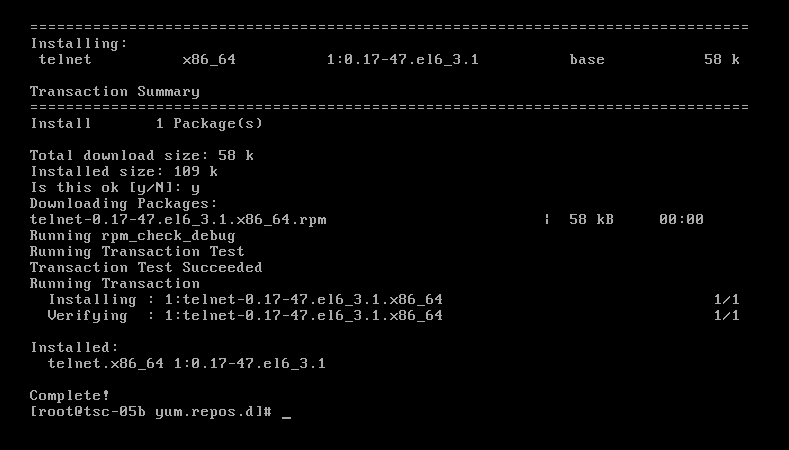 ================================================================================
Installing:
 telnet          x86_64          1:0.17-47.el6_3.1          base          58 k

Transaction Summary
================================================================================
Install       1 Package(s)

Total download size: 58 k
Installed size: 109 k
Is this ok [y/N]: y
Downloading Packages:
telnet-0.17-47.el6_3.1.x86_64.rpm                         |  58 kB     00:00
Running rpm_check_debug
Running Transaction Test
Transaction Test Succeeded
Running Transaction
  Installing : 1:telnet-0.17-47.el6_3.1.x86_64                              1/1
  Verifying  : 1:telnet-0.17-47.el6_3.1.x86_64                              1/1

Installed:
  telnet.x86_64 1:0.17-47.el6_3.1

Complete!
[root@tsc-05b yum.repos.d]# _